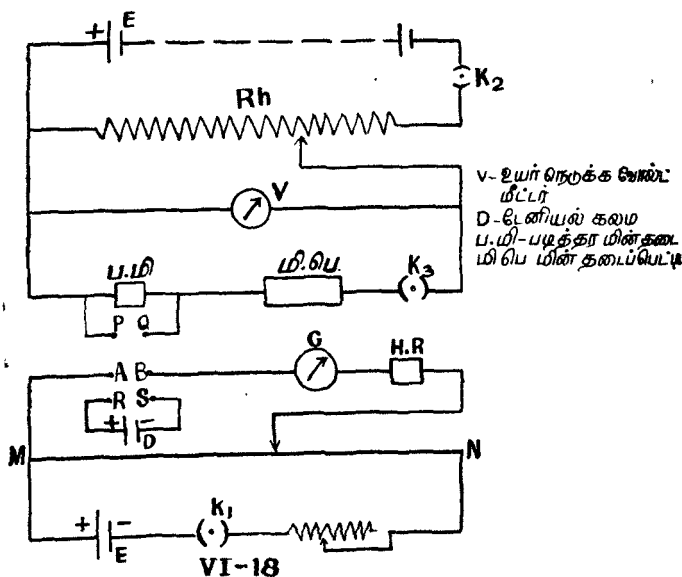 + E
K2
Rh
V
V- உயர் நெடுக்க வோல்ட்
மீட்டர்
D-டேனியல் கலம
ப.மி-படித்தர மின்தடை
மி பெ மின் தடைப்பெட்டி
ப.மி
மி.பெ.
K3
P Q
G
H.R
A B
R S
+ -
D
M
N
+ -
E
K1
VI-18